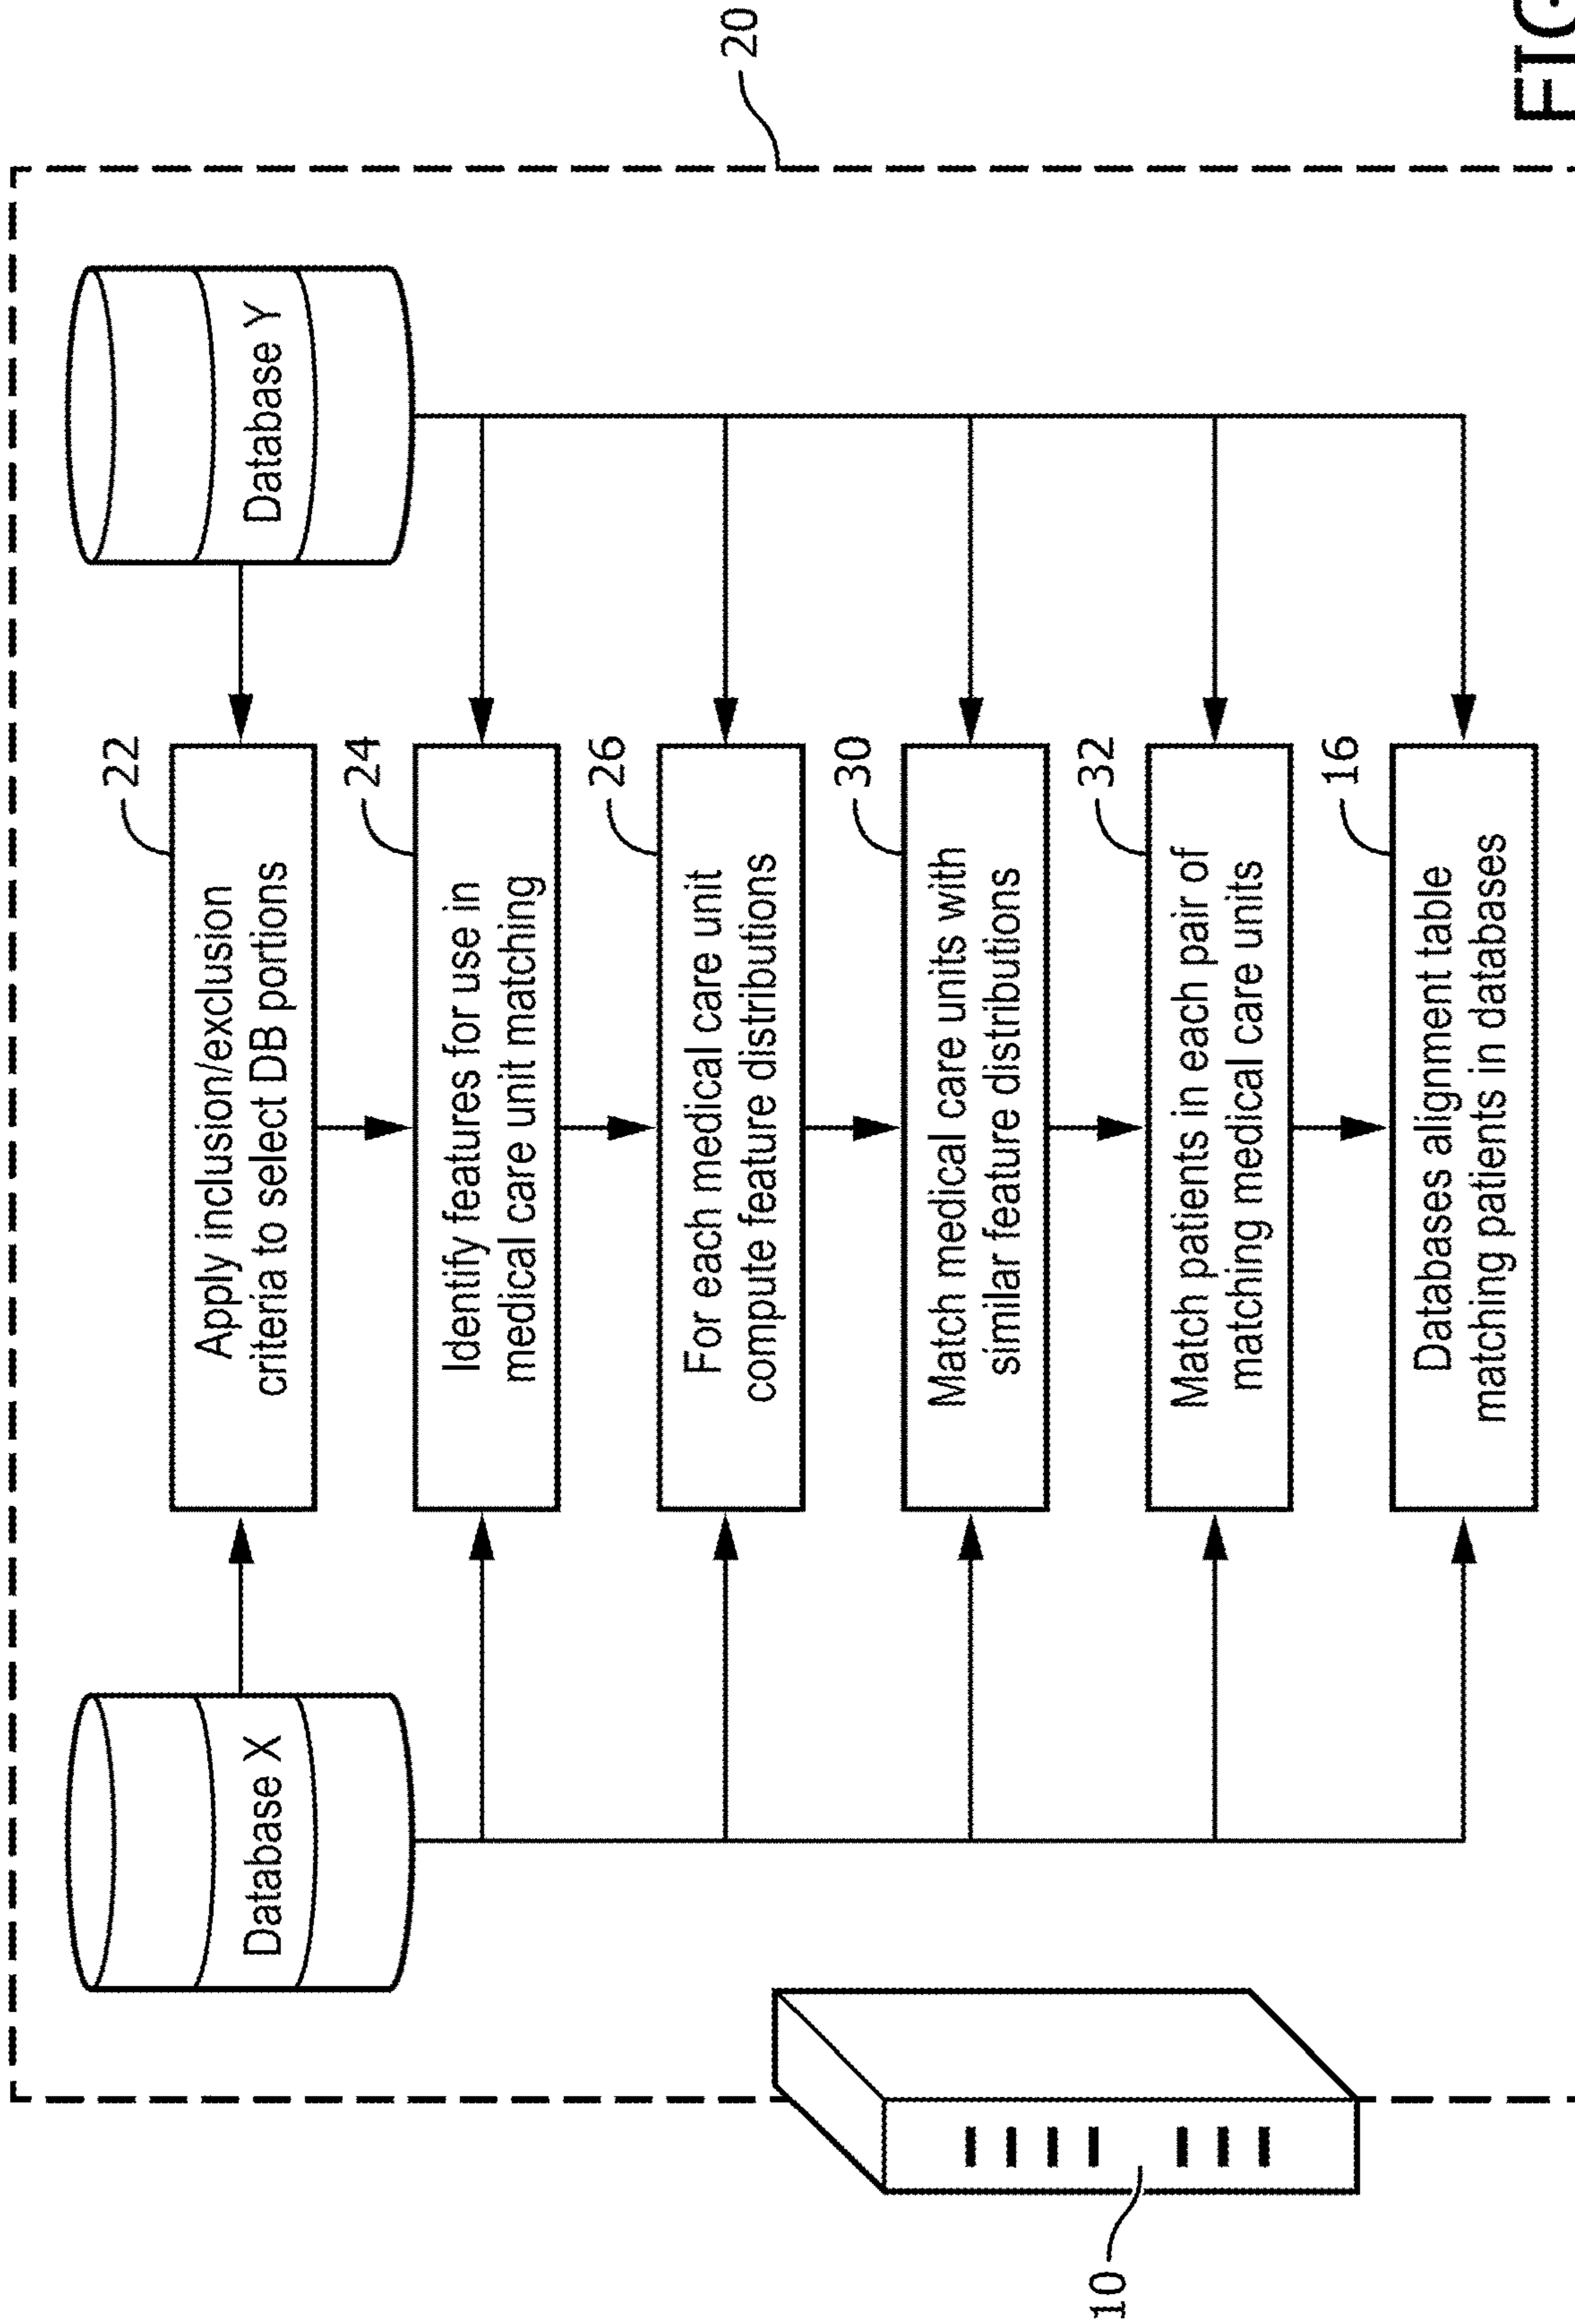 20
Database X
Database Y
22
Apply inclusion/exclusion
criteria to select DB portions
24
Identify features for use in
medical care unit matching
26
For each medical care unit
compute feature distributions
30
Match medical care units with
similar feature distributions
32
Match patients in each pair of
matching medical care units
16
Databases alignment table
matching patients in databases
10
FIG